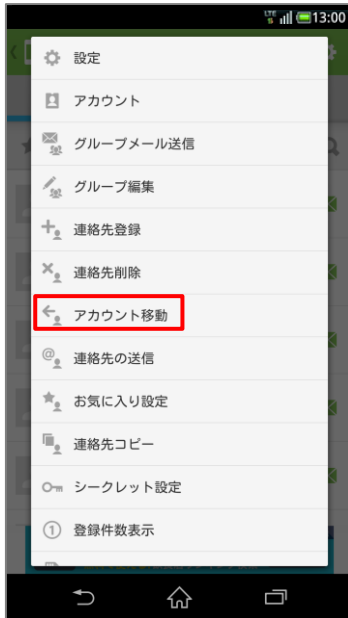 LTE 13:00
設定
アカウント
グループメール送信
グループ編集
連絡先登録
連絡先削除
アカウント移動
連絡先の送信
お気に入り設定
連絡先コピー
シークレット設定
1 登録件数表示